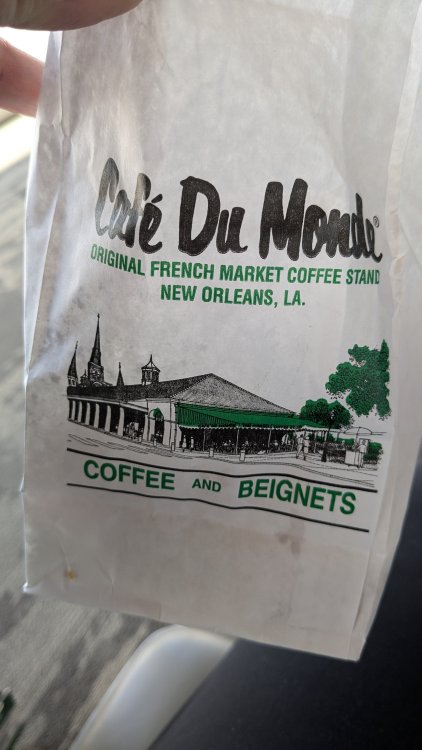 Café Du Monde®
ORIGINAL FRENCH MARKET COFFEE STAND
NEW ORLEANS, LA.
COFFEE AND BEIGNETS